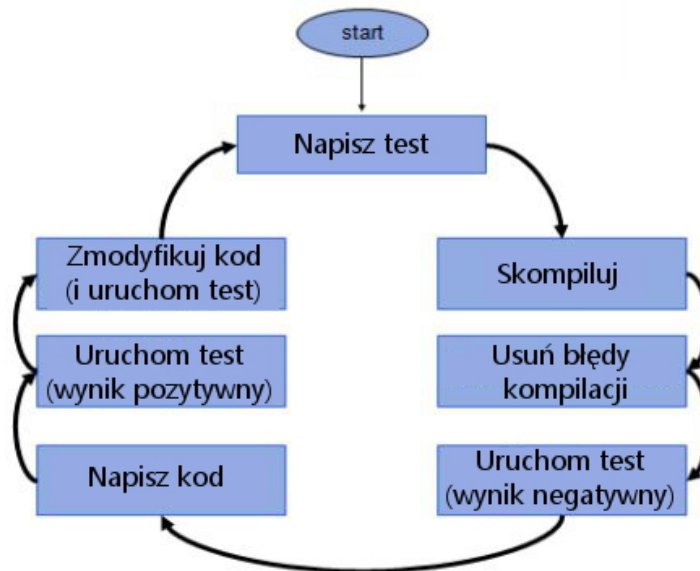 start
Napisz test
Skompiluj
Usuń błędy
kompilacji
Uruchom test
(wynik negatywny)
Napisz kod
Uruchom test
(wynik pozytywny)
Zmodyfikuj kod
(i uruchom test)